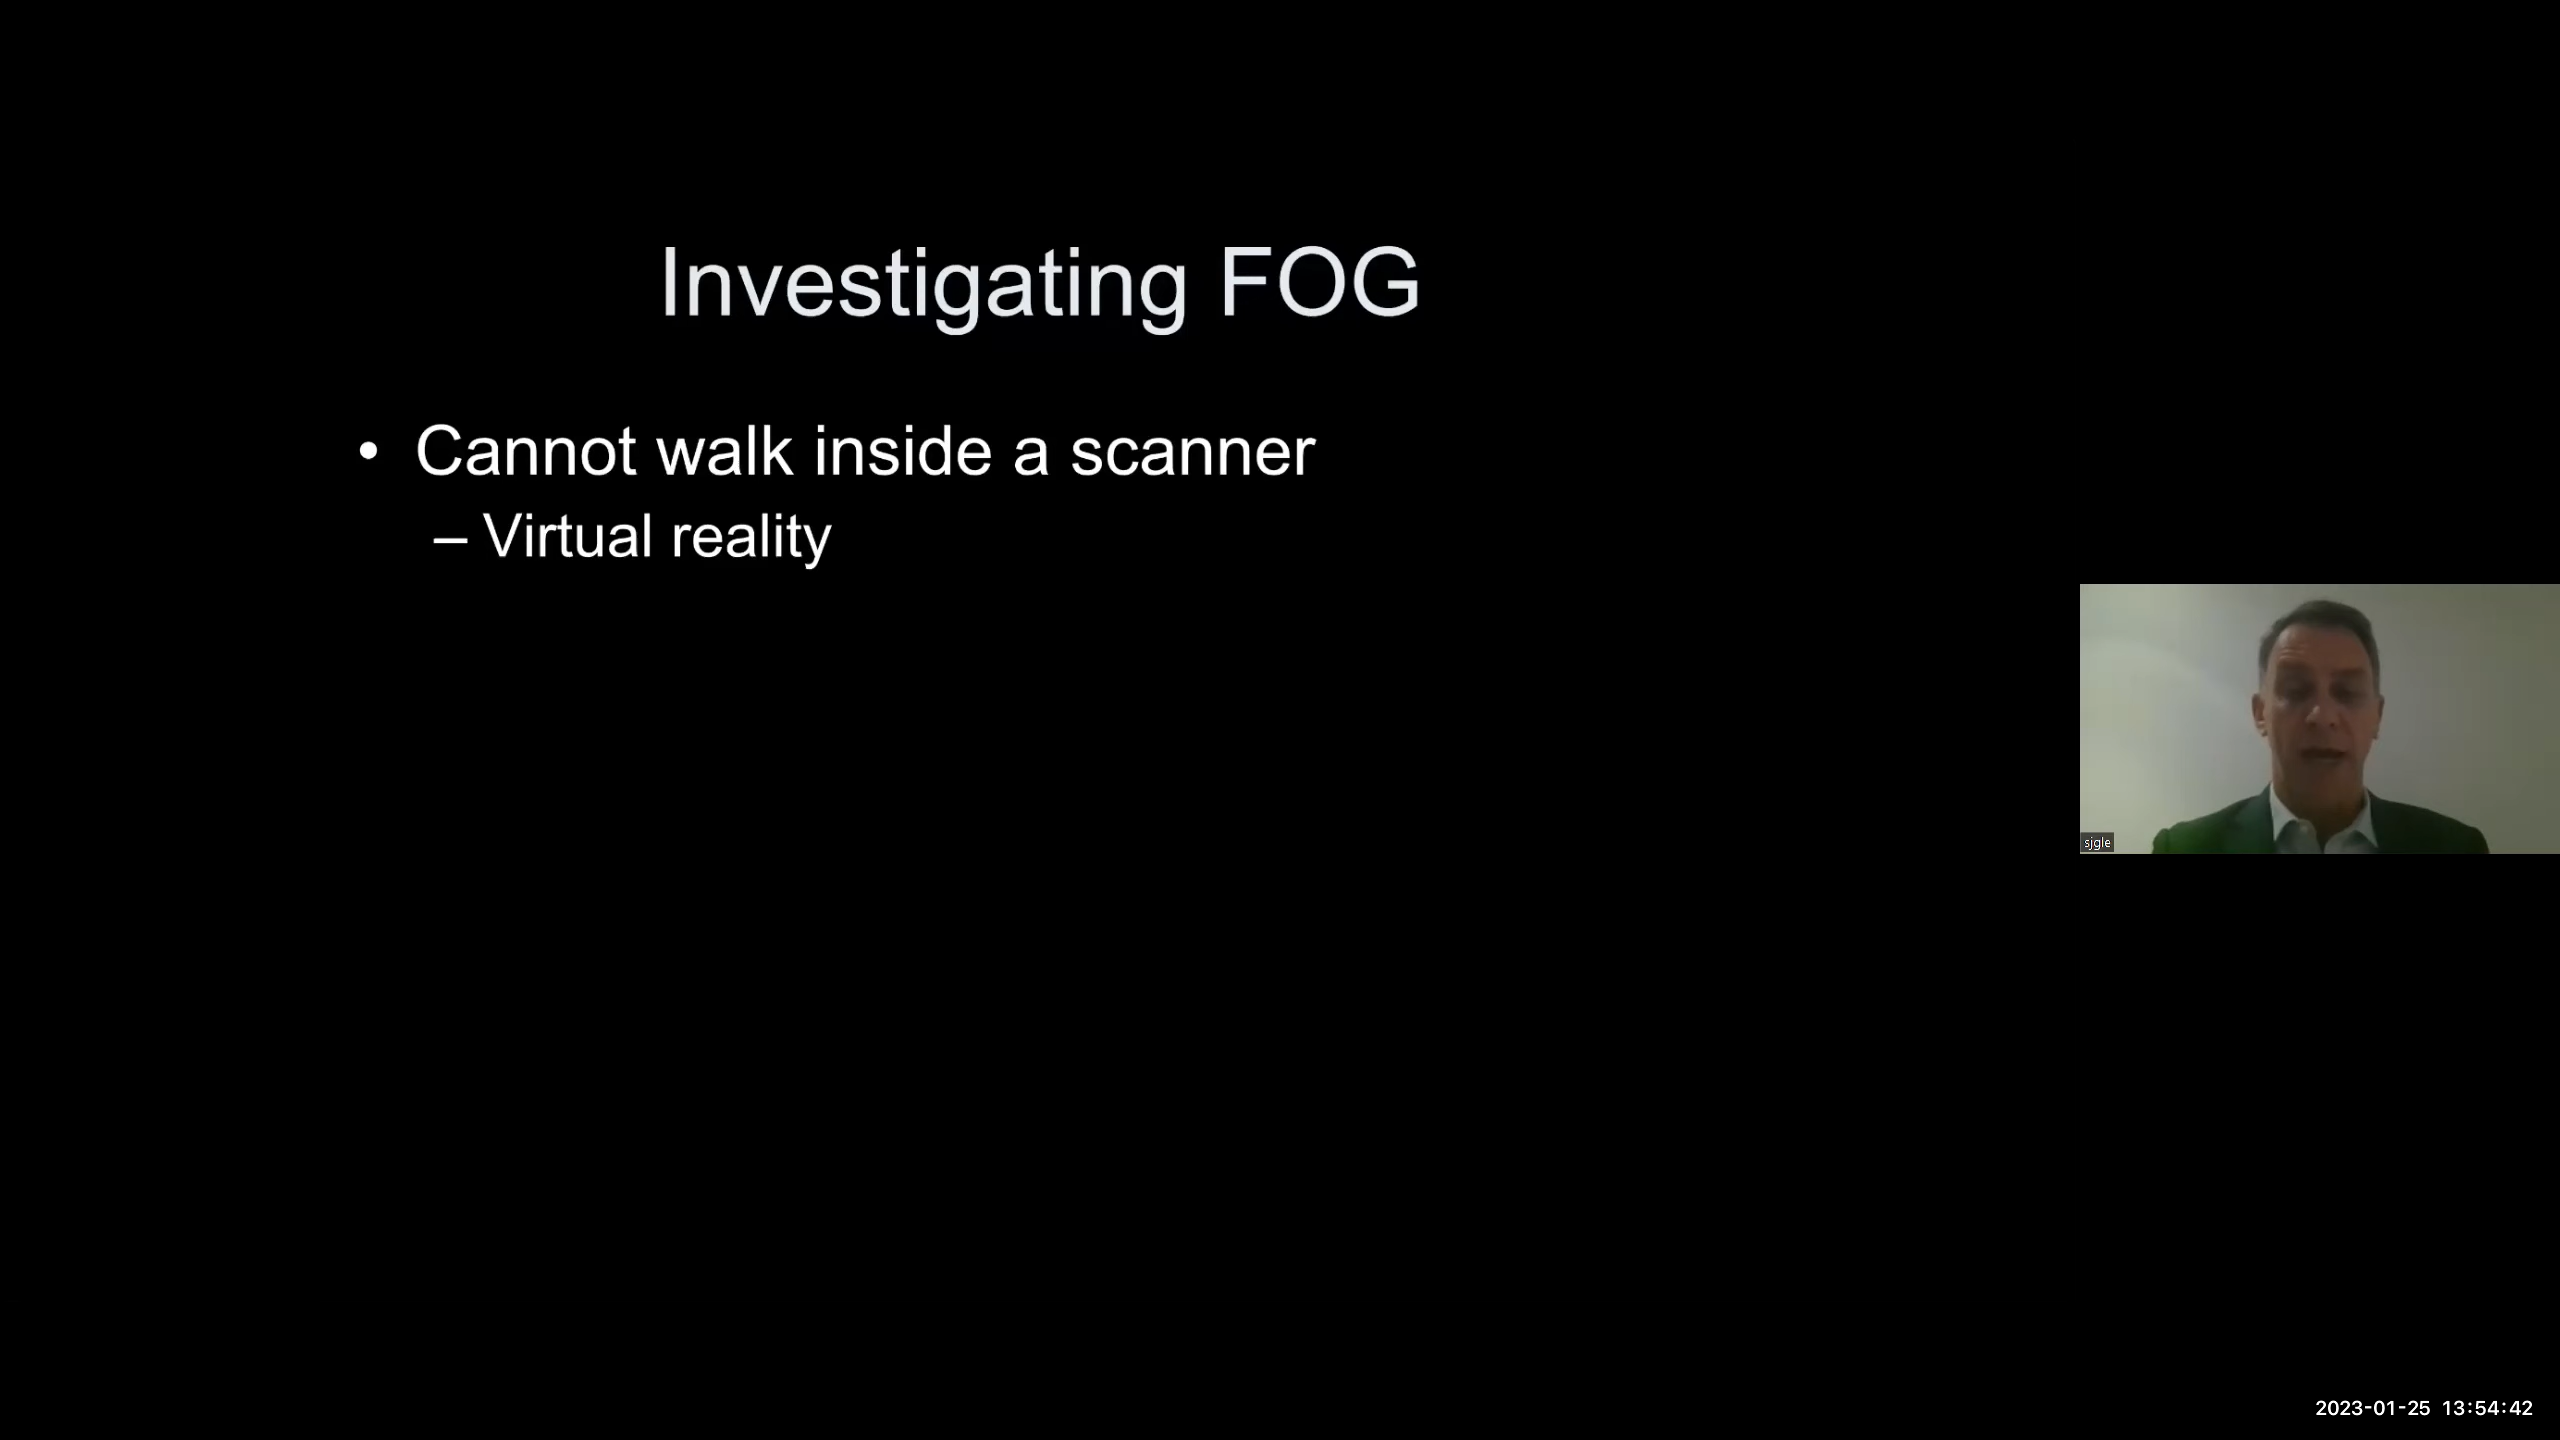 Investigating FOG
• Cannot walk inside a scanner
– Virtual reality
sjgle
2023-01-25 13:54:42